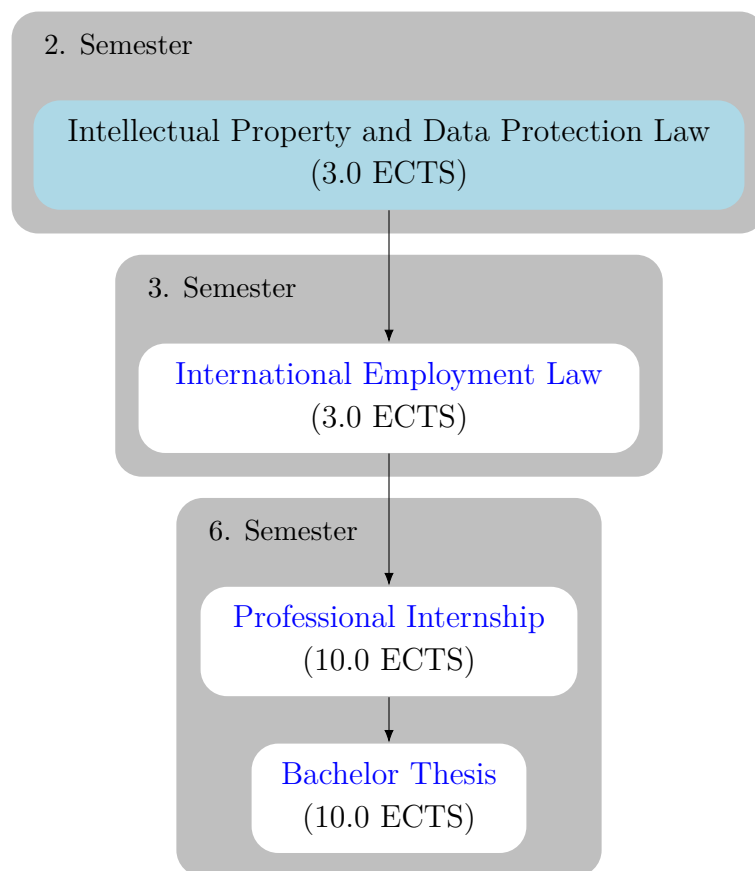 2. Semester
Intellectual Property and Data Protection Law
(3.0 ECTS)
3. Semester
International Employment Law
(3.0 ECTS)
6. Semester
Professional Internship
(10.0 ECTS)
Bachelor Thesis
(10.0 ECTS)